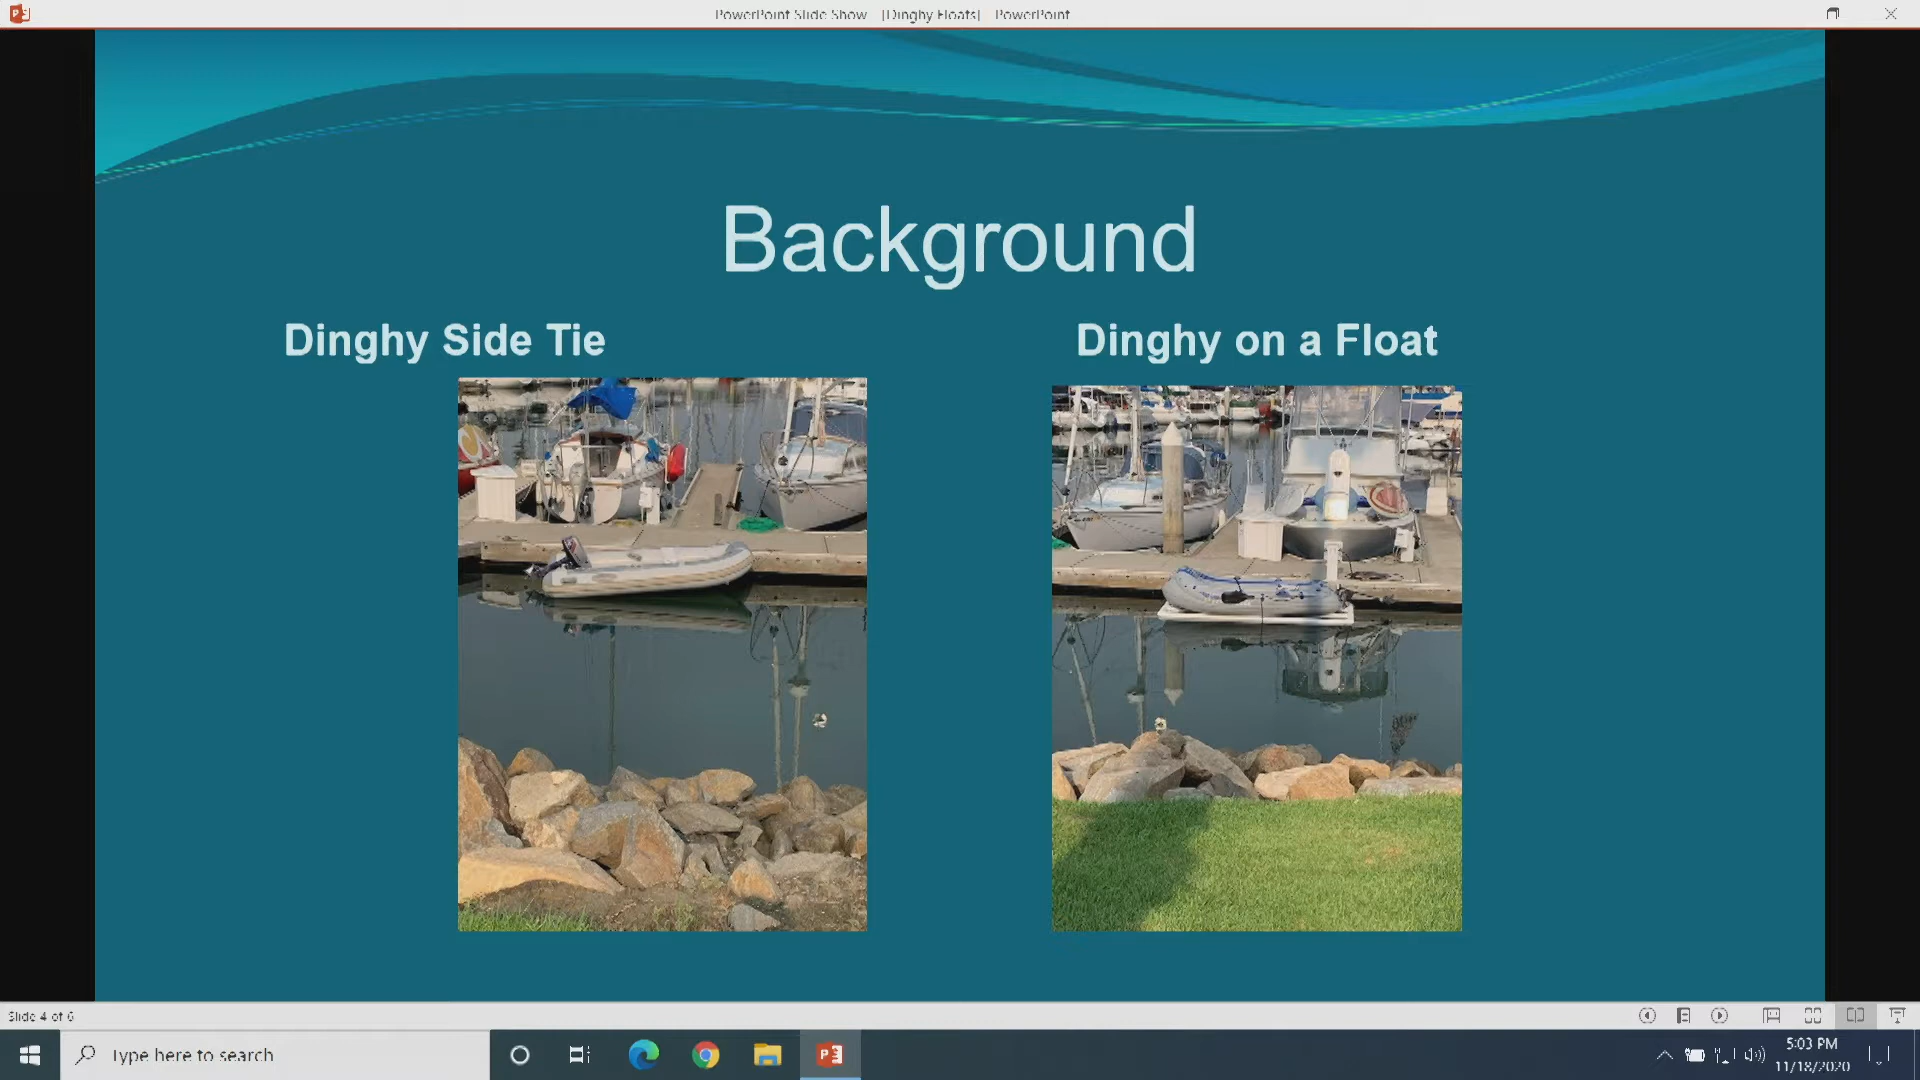 PowerPoint Slide Show - [Dinghy Floats] - PowerPoint
Background
Dinghy Side Tie
Dinghy on a Float
Slide 4 of 6
Type here to search
5:03 PM
11/18/2020